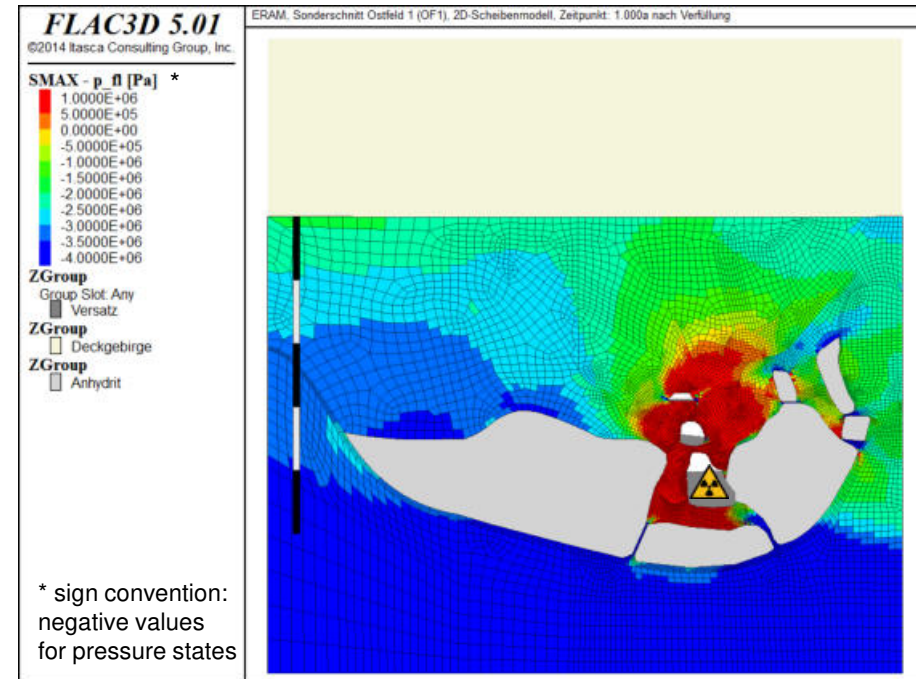 FLAC3D 5.01
©2014 Itasca Consulting Group, Inc.
SMAX - p_fl [Pa] *
1.0000E+06
5.0000E+05
0.0000E+00
-5.0000E+05
-1.0000E+06
-1.5000E+06
-2.0000E+06
-2.5000E+06
-3.0000E+06
-3.5000E+06
-4.0000E+06
ZGroup
Group Slot: Any
Versatz
ZGroup
Deckgebirge
ZGroup
Anhydrit
* sign convention:
negative values
for pressure states
ERAM, Sonderschnitt Ostfeld 1 (OF1), 2D-Scheibenmodell, Zeitpunkt: 1.000a nach Verfüllung